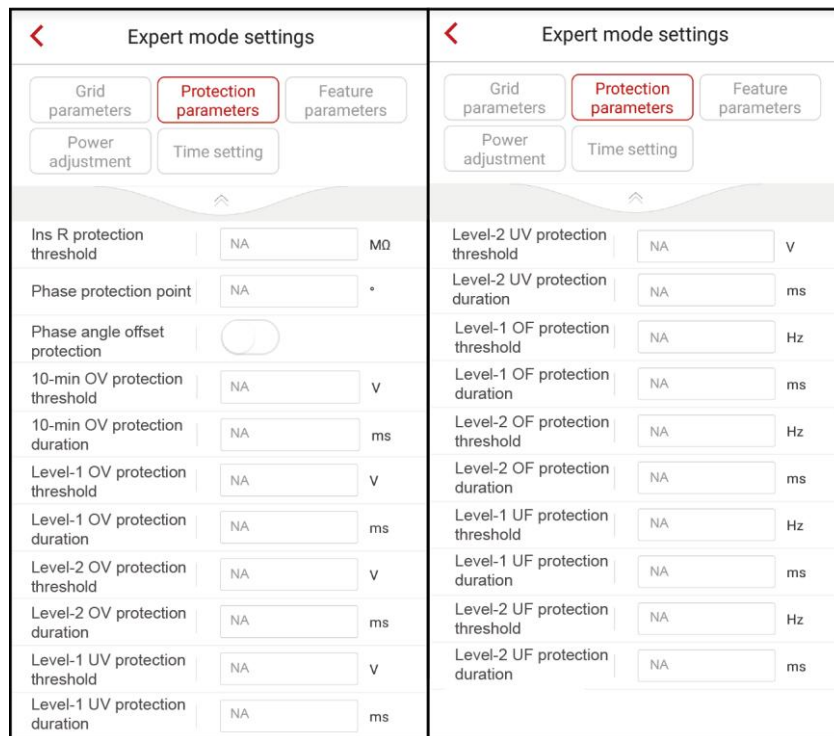 Expert mode settings
Grid
parameters
Protection
parameters
Feature
parameters
Power
adjustment
Time setting
Ins R protection
threshold
NA
MΩ
Phase protection point
NA
°
Phase angle offset
protection
10-min OV protection
threshold
NA
V
10-min OV protection
duration
NA
ms
Level-1 OV protection
threshold
NA
V
Level-1 OV protection
duration
NA
ms
Level-2 OV protection
threshold
NA
V
Level-2 OV protection
duration
NA
ms
Level-1 UV protection
threshold
NA
V
Level-1 UV protection
duration
NA
ms
Expert mode settings
Grid
parameters
Protection
parameters
Feature
parameters
Power
adjustment
Time setting
Level-2 UV protection
threshold
NA
V
Level-2 UV protection
duration
NA
ms
Level-1 OF protection
threshold
NA
Hz
Level-1 OF protection
duration
NA
ms
Level-2 OF protection
threshold
NA
Hz
Level-2 OF protection
duration
NA
ms
Level-1 UF protection
threshold
NA
Hz
Level-1 UF protection
duration
NA
ms
Level-2 UF protection
threshold
NA
Hz
Level-2 UF protection
duration
NA
ms